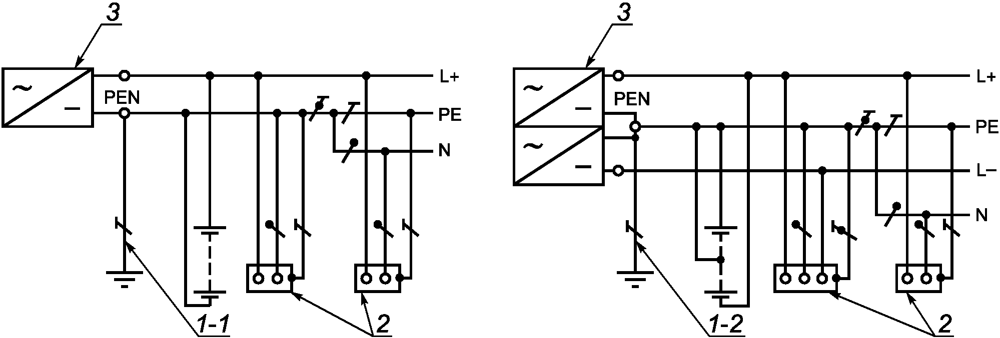 3
3
~
–
PEN
L+
PE
N
1-1
2
~
–
~
–
PEN
L+
PE
L–
N
1-2
2